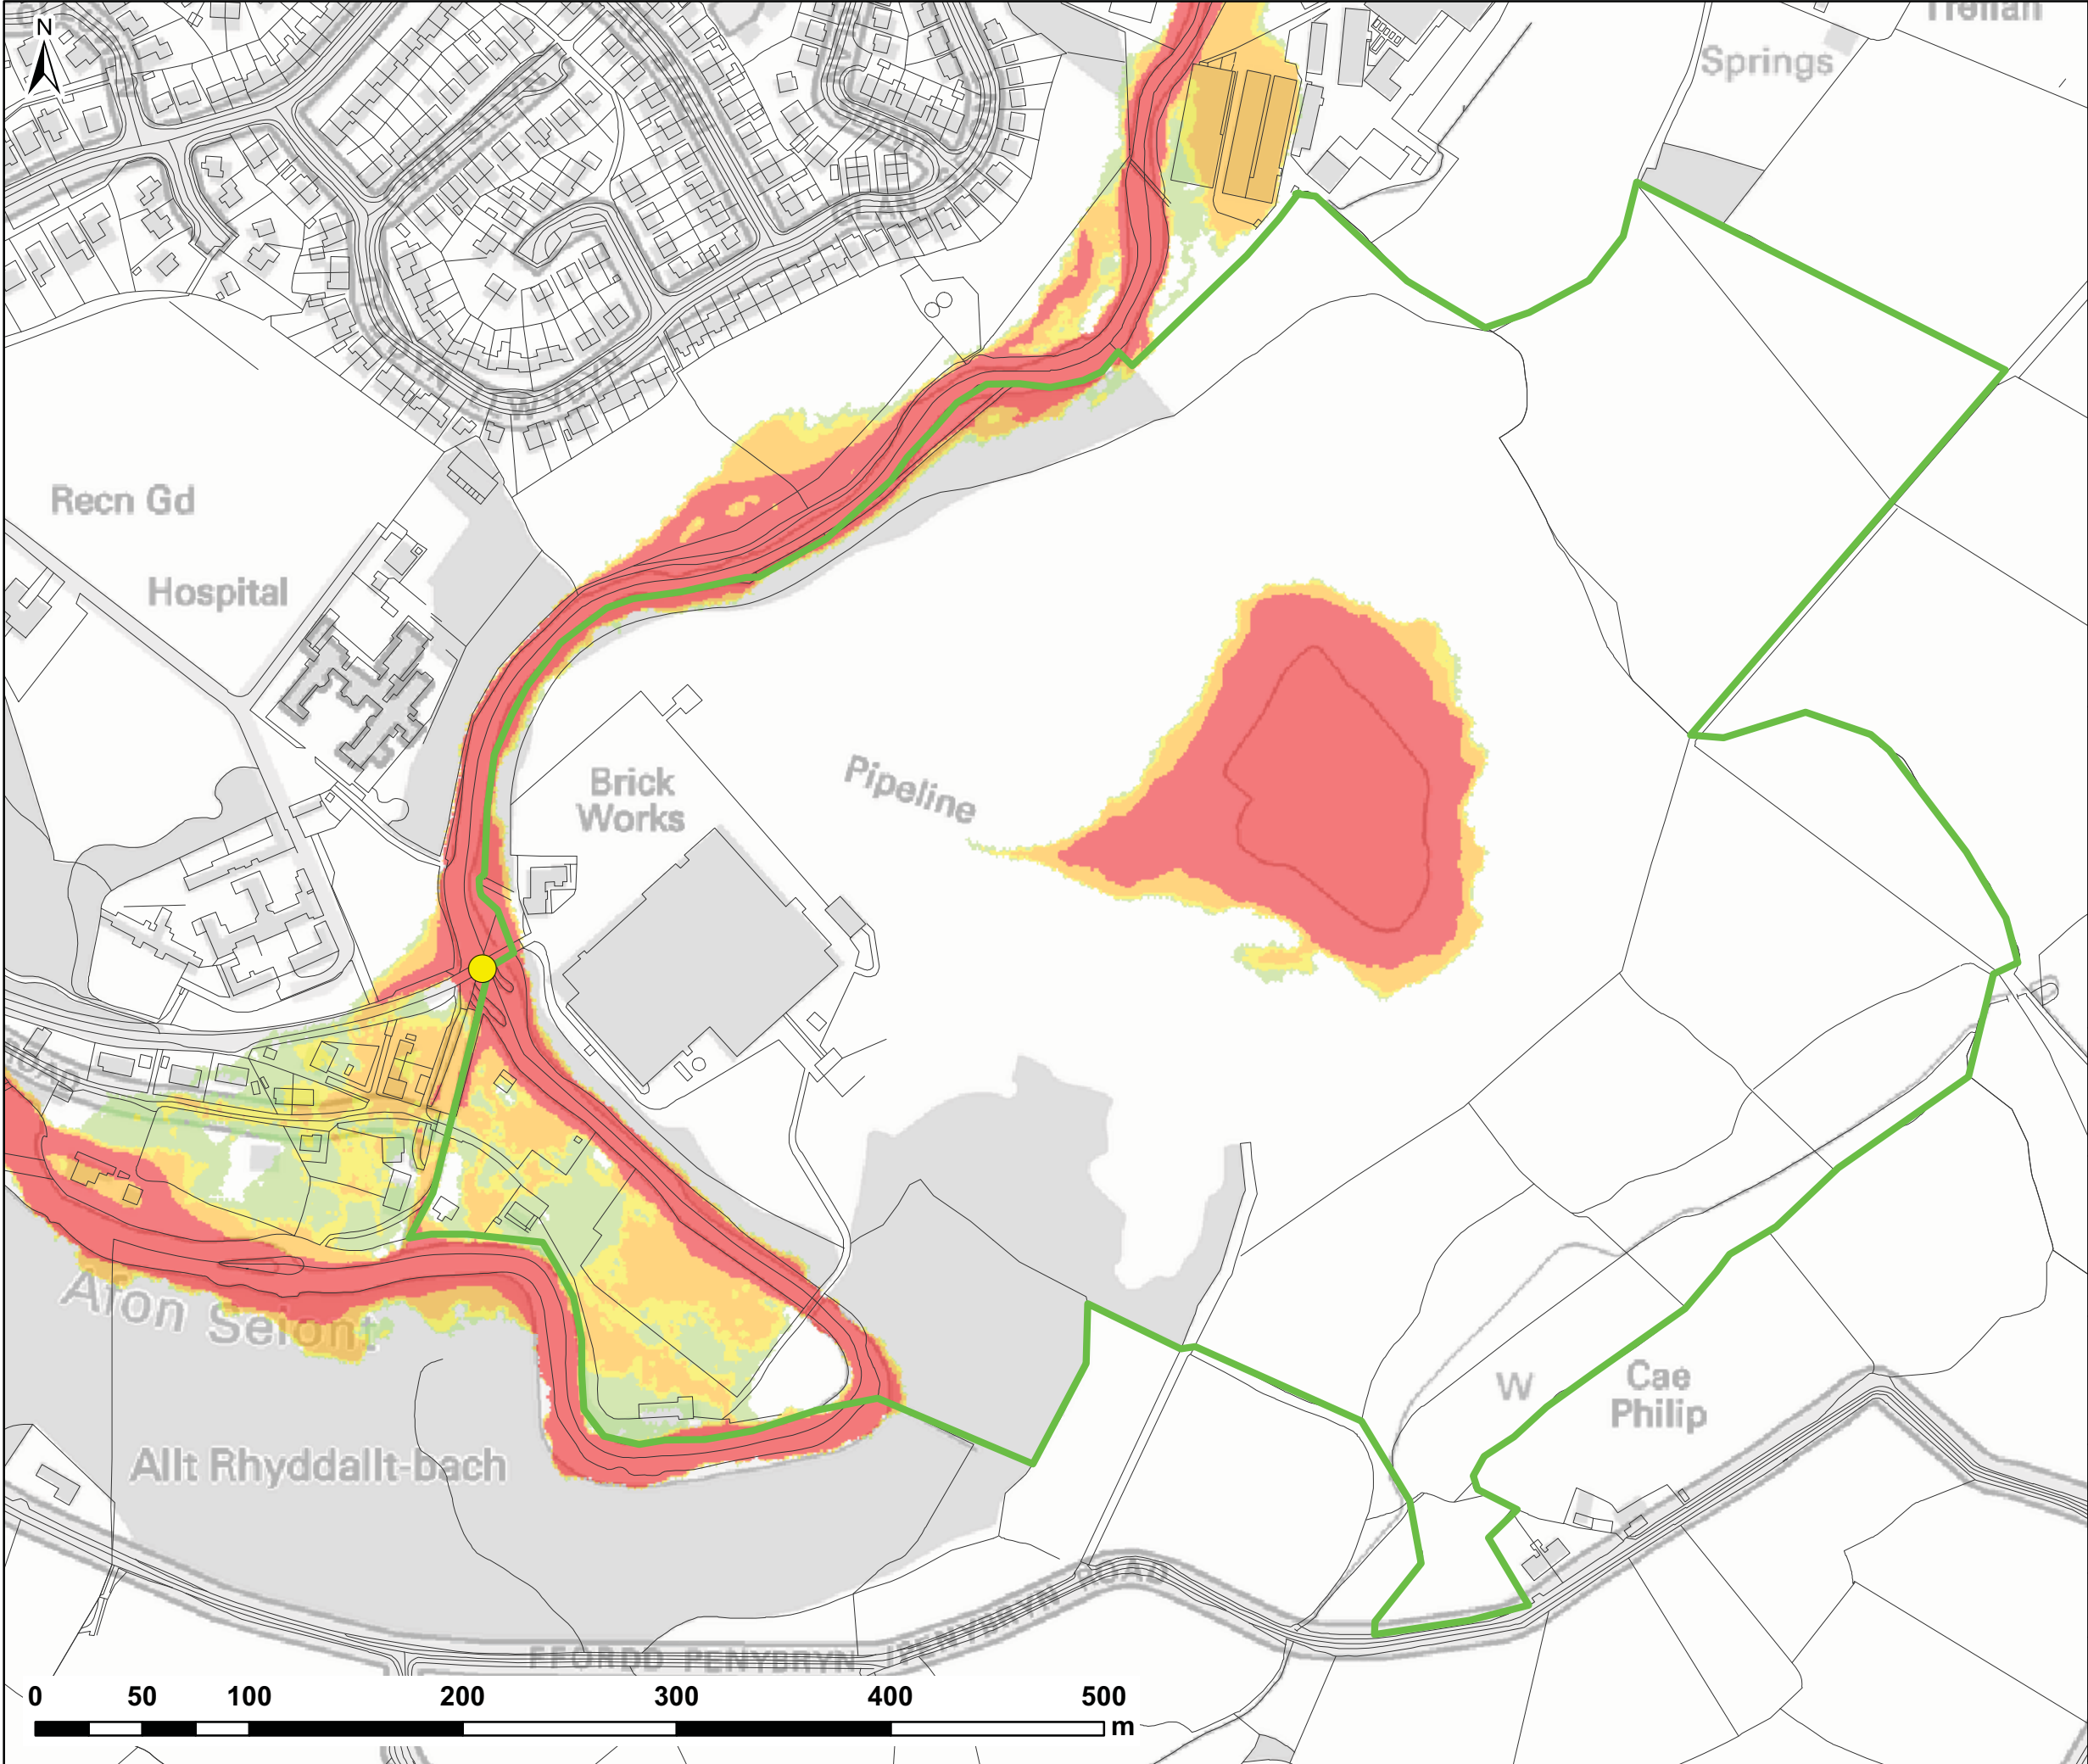 N
Springs
Recn Gd
Hospital
Brick
Works
Pipeline
Afon Seiont
W
Cae
Philip
Allt Rhyddallt-bach
ROAD
FFORDD PENYBRYN
0 50 100 200 300 400 500
m